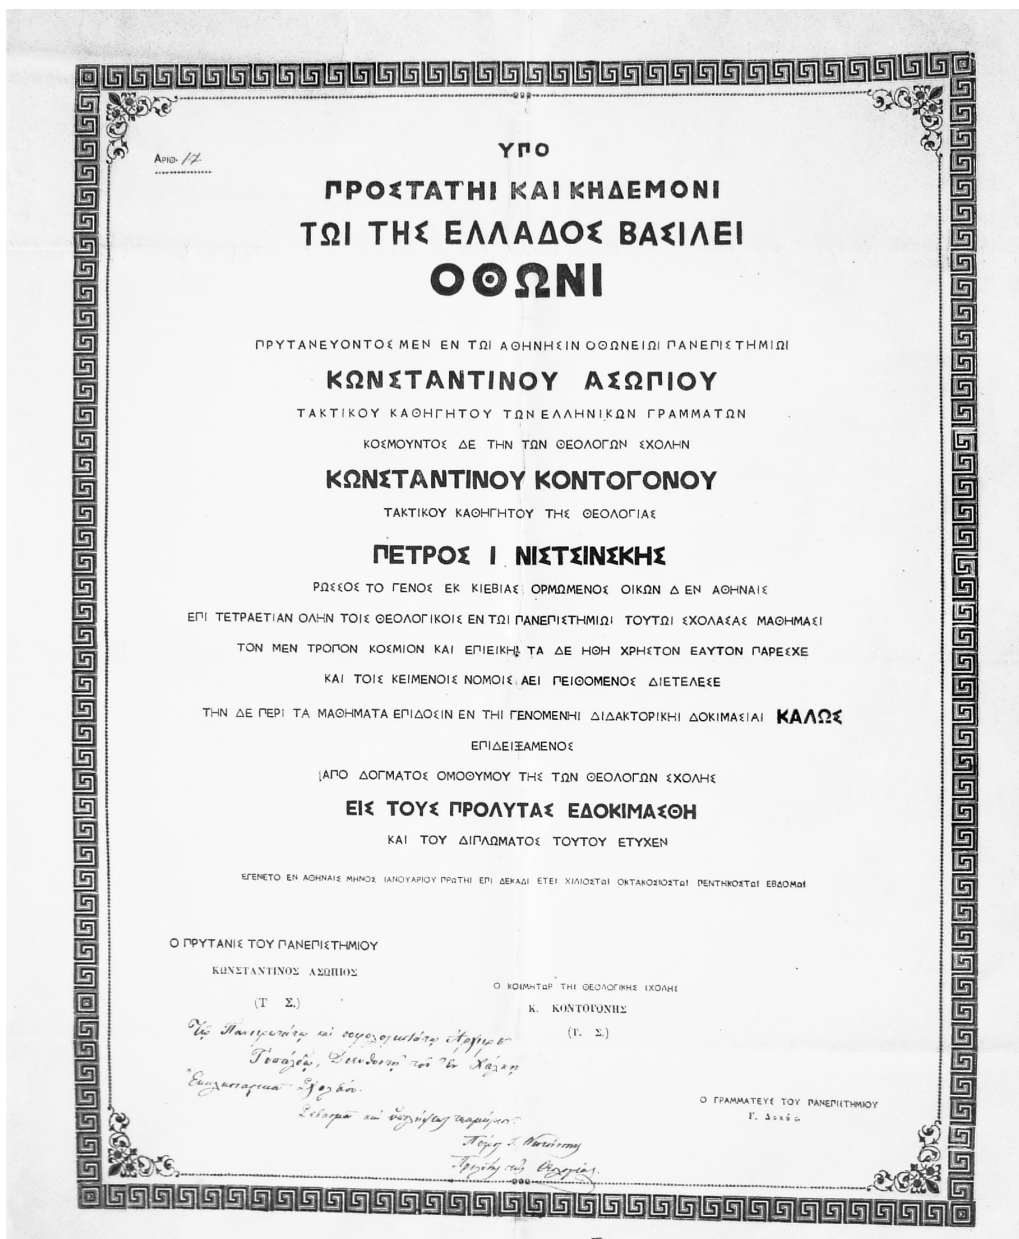 Αριθ. 17
ΥΠΟ
ΠΡΟΣΤΑΤΗΙ ΚΑΙ ΚΗΔΕΜΟΝΙ
ΤΩΙ ΤΗΣ ΕΛΛΑΔΟΣ ΒΑΣΙΛΕΙ
ΟΘΩΝΙ
ΠΡΥΤΑΝΕΥΟΝΤΟΣ ΜΕΝ ΕΝ ΤΩΙ ΑΘΗΝΗΣΙΝ ΟΘΩΝΕΙΩΙ ΠΑΝΕΠΙΣΤΗΜΙΩΙ
ΚΩΝΣΤΑΝΤΙΝΟΥ ΑΣΩΠΙΟΥ
ΤΑΚΤΙΚΟΥ ΚΑΘΗΓΗΤΟΥ ΤΩΝ ΕΛΛΗΝΙΚΩΝ ΓΡΑΜΜΑΤΩΝ
ΚΟΣΜΟΥΝΤΟΣ ΔΕ ΤΗΝ ΤΩΝ ΘΕΟΛΟΓΩΝ ΣΧΟΛΗΝ
ΚΩΝΣΤΑΝΤΙΝΟΥ ΚΟΝΤΟΓΟΝΟΥ
ΤΑΚΤΙΚΟΥ ΚΑΘΗΓΗΤΟΥ ΤΗΣ ΘΕΟΛΟΓΙΑΣ
ΠΕΤΡΟΣ Ι ΝΙΣΤΣΙΝΣΚΗΣ
ΡΩΣΣΟΣ ΤΟ ΓΕΝΟΣ ΕΚ ΚΙΕΒΙΑΣ ΟΡΜΩΜΕΝΟΣ ΟΙΚΩΝ Δ ΕΝ ΑΘΗΝΑΙΣ
ΕΠΙ ΤΕΤΡΑΕΤΙΑΝ ΟΛΗΝ ΤΟΙΣ ΘΕΟΛΟΓΙΚΟΙΣ ΕΝ ΤΩΙ ΠΑΝΕΠΙΣΤΗΜΙΩΙ ΤΟΥΤΩΙ ΣΧΟΛΑΣΑΣ ΜΑΘΗΜΑΣΙ
ΤΟΝ ΜΕΝ ΤΡΟΠΟΝ ΚΟΣΜΙΟΝ ΚΑΙ ΕΠΙΕΙΚΗ ΤΑ ΔΕ ΗΘΗ ΧΡΗΣΤΟΝ ΕΑΥΤΟΝ ΠΑΡΕΣΧΕ
ΚΑΙ ΤΟΙΣ ΚΕΙΜΕΝΟΙΣ ΝΟΜΟΙΣ ΑΕΙ ΠΕΙΘΟΜΕΝΟΣ ΔΙΕΤΕΛΕΣΕ
ΤΗΝ ΔΕ ΠΕΡΙ ΤΑ ΜΑΘΗΜΑΤΑ ΕΠΙΔΟΣΙΝ ΕΝ ΤΗΙ ΓΕΝΟΜΕΝΗΙ ΔΙΔΑΚΤΟΡΙΚΗΙ ΔΟΚΙΜΑΣΙΑΙ ΚΑΛΩΣ
ΕΠΙΔΕΙΞΑΜΕΝΟΣ
ΑΠΟ ΔΟΓΜΑΤΟΣ ΟΜΟΘΥΜΟΥ ΤΗΣ ΤΩΝ ΘΕΟΛΟΓΩΝ ΣΧΟΛΗΣ
ΕΙΣ ΤΟΥΣ ΠΡΟΛΥΤΑΣ ΕΔΟΚΙΜΑΣΘΗ
ΚΑΙ ΤΟΥ ΔΙΠΛΩΜΑΤΟΣ ΤΟΥΤΟΥ ΕΤΥΧΕΝ
ΕΓΕΝΕΤΟ ΕΝ ΑΘΗΝΑΙΣ ΜΗΝΟΣ ΙΑΝΟΥΑΡΙΟΥ ΠΡΩΤΗΙ ΕΠΙ ΔΕΚΑΔΙ ΕΤΕΙ ΧΙΛΙΟΣΤΩΙ ΟΚΤΑΚΟΣΙΟΣΤΩΙ ΠΕΝΤΗΚΟΣΤΩΙ ΕΒΔΟΜΩΙ
Ο ΠΡΥΤΑΝΙΣ ΤΟΥ ΠΑΝΕΠΙΣΤΗΜΙΟΥ
ΚΩΝΣΤΑΝΤΙΝΟΣ ΑΣΩΠΙΟΣ
(Τ Σ.)
Ο ΚΟΣΜΗΤΩΡ ΤΗΣ ΘΕΟΛΟΓΙΚΗΣ ΣΧΟΛΗΣ
Κ. ΚΟΝΤΟΓΟΝΗΣ
(Τ. Σ.)
Τῷ Πανιερωτάτῳ καὶ
τοῦ ἐν Χάλκῃ
καὶ
Ο ΓΡΑΜΜΑΤΕΥΣ ΤΟΥ ΠΑΝΕΠΙΣΤΗΜΙΟΥ
Γ.
Προλύτης τῆς Θεολογίας.